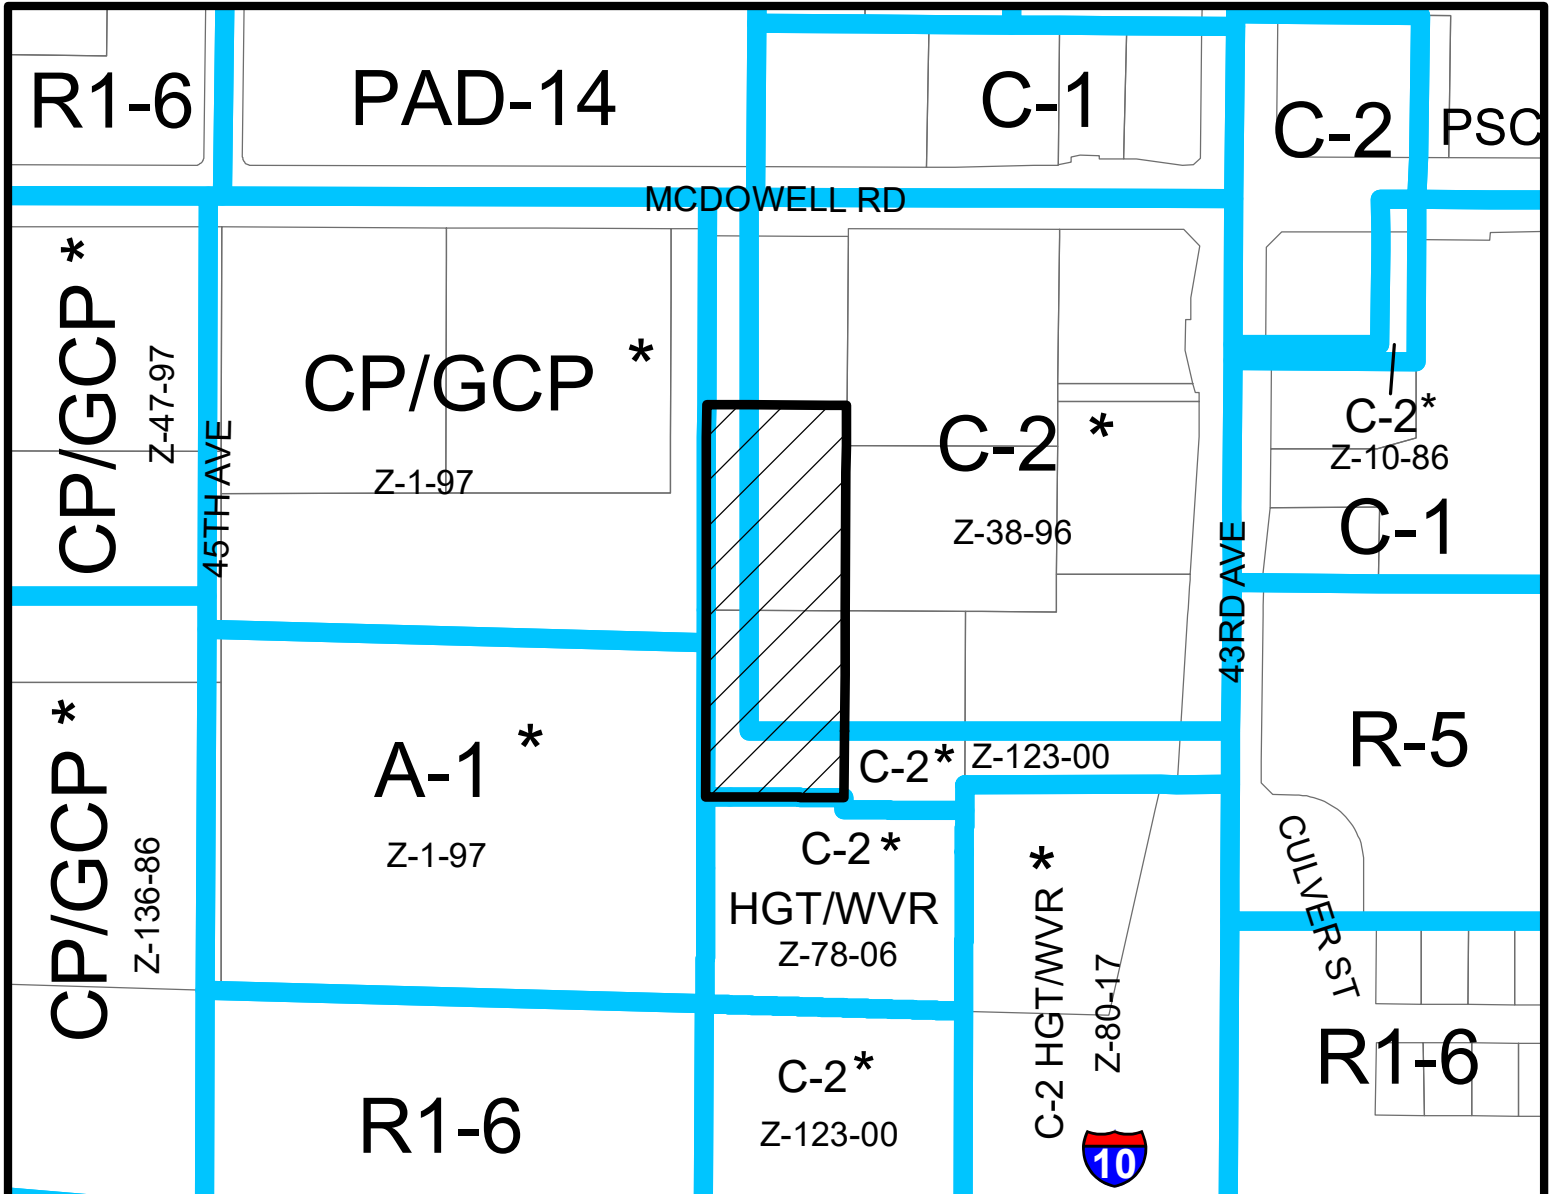 R1-6
PAD-14
C-1
C-2
PSC
MCDOWELL RD
CP/GCP *
Z-47-97
45TH AVE
CP/GCP *
Z-1-97
C-2 *
Z-38-96
43RD AVE
C-2*
Z-10-86
C-1
CP/GCP *
Z-136-86
A-1 *
Z-1-97
C-2* Z-123-00
R-5
C-2 *
HGT/WVR
Z-78-06
C-2 HGT/WVR *
Z-80-17
CULVER ST
R1-6
C-2*
Z-123-00
R1-6
10